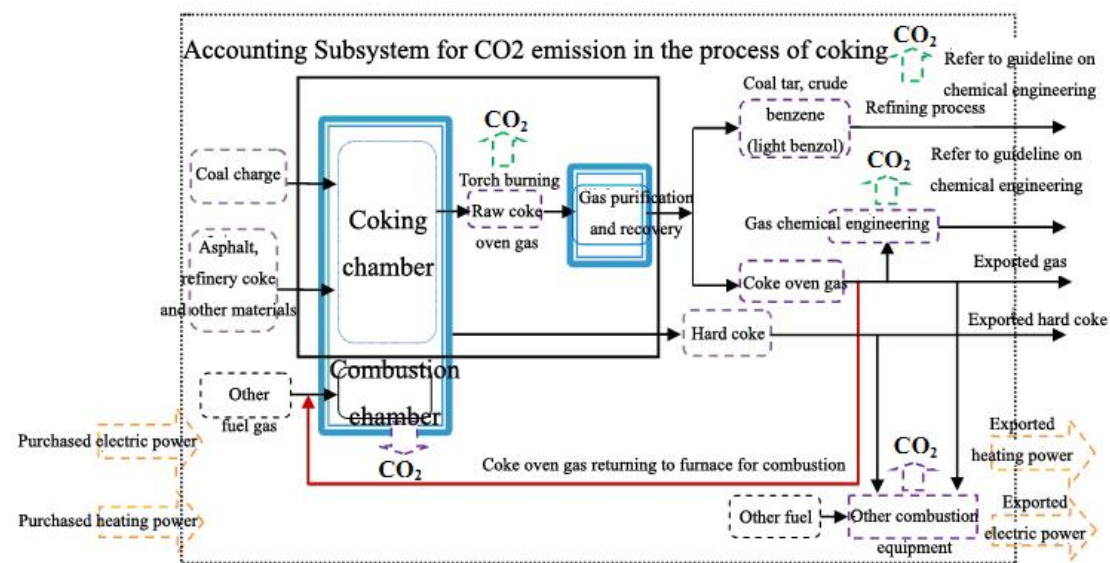 Accounting Subsystem for CO2 emission in the process of coking
CO2
Refer to guideline on
chemical engineering
Coal tar, crude
benzene
(light benzol)
Refining process
CO2
Torch burning
Coal charge
Coking
chamber
Raw coke
oven gas
Gas purification
and recovery
CO2
Refer to guideline on
chemical engineering
Gas chemical engineering
Asphalt,
refinery coke
and other materials
Coke oven gas
Exported gas
Hard coke
Exported hard coke
Other
fuel gas
Combustion
chamber
CO2
Coke oven gas returning to furnace for combustion
Purchased electric power
Purchased heating power
CO2
Other fuel
Other combustion
equipment
Exported
heating power
Exported
electric power